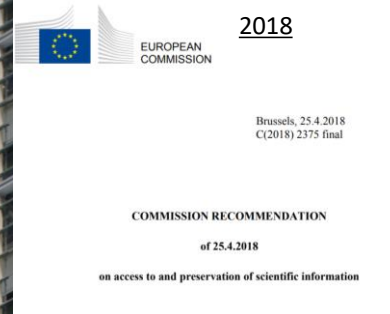 2018
EUROPEAN
COMMISSION
Brussels, 25.4.2018
C(2018) 2375 final
COMMISSION RECOMMENDATION
of 25.4.2018
on access to and preservation of scientific information